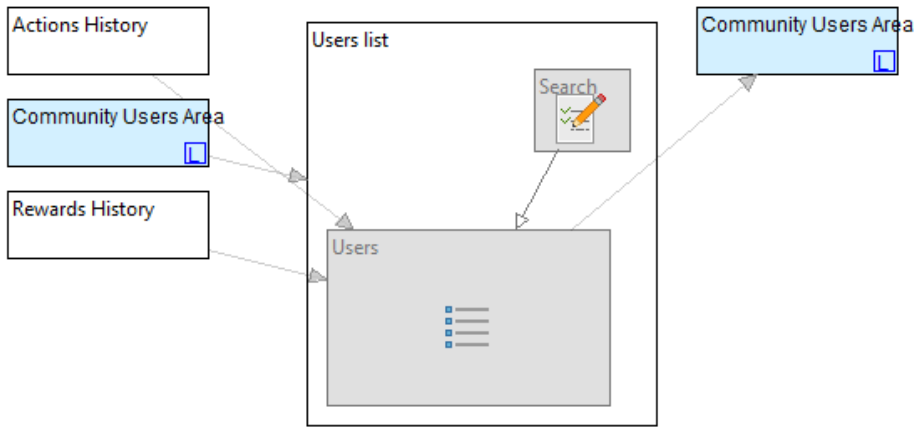 Actions History
Users list
Community Users Area
L
Search
Community Users Area
L
Rewards History
Users